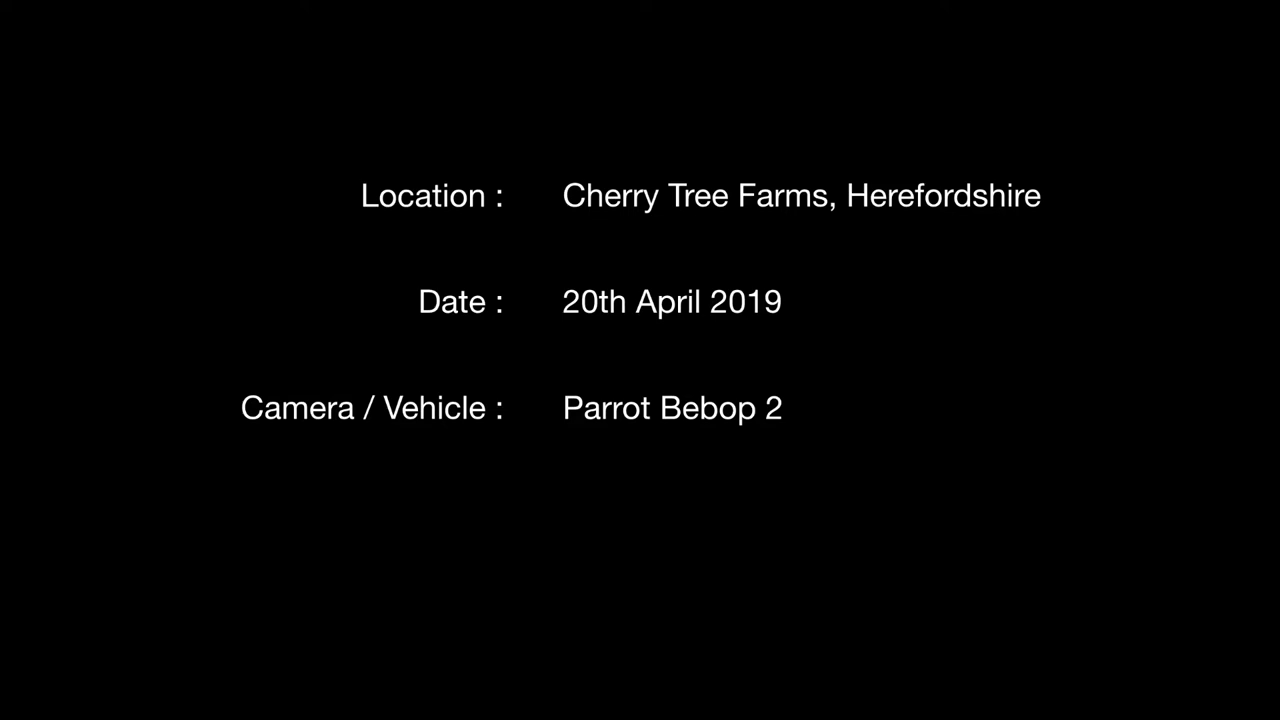 Location : Cherry Tree Farms, Herefordshire
Date : 20th April 2019
Camera / Vehicle : Parrot Bebop 2